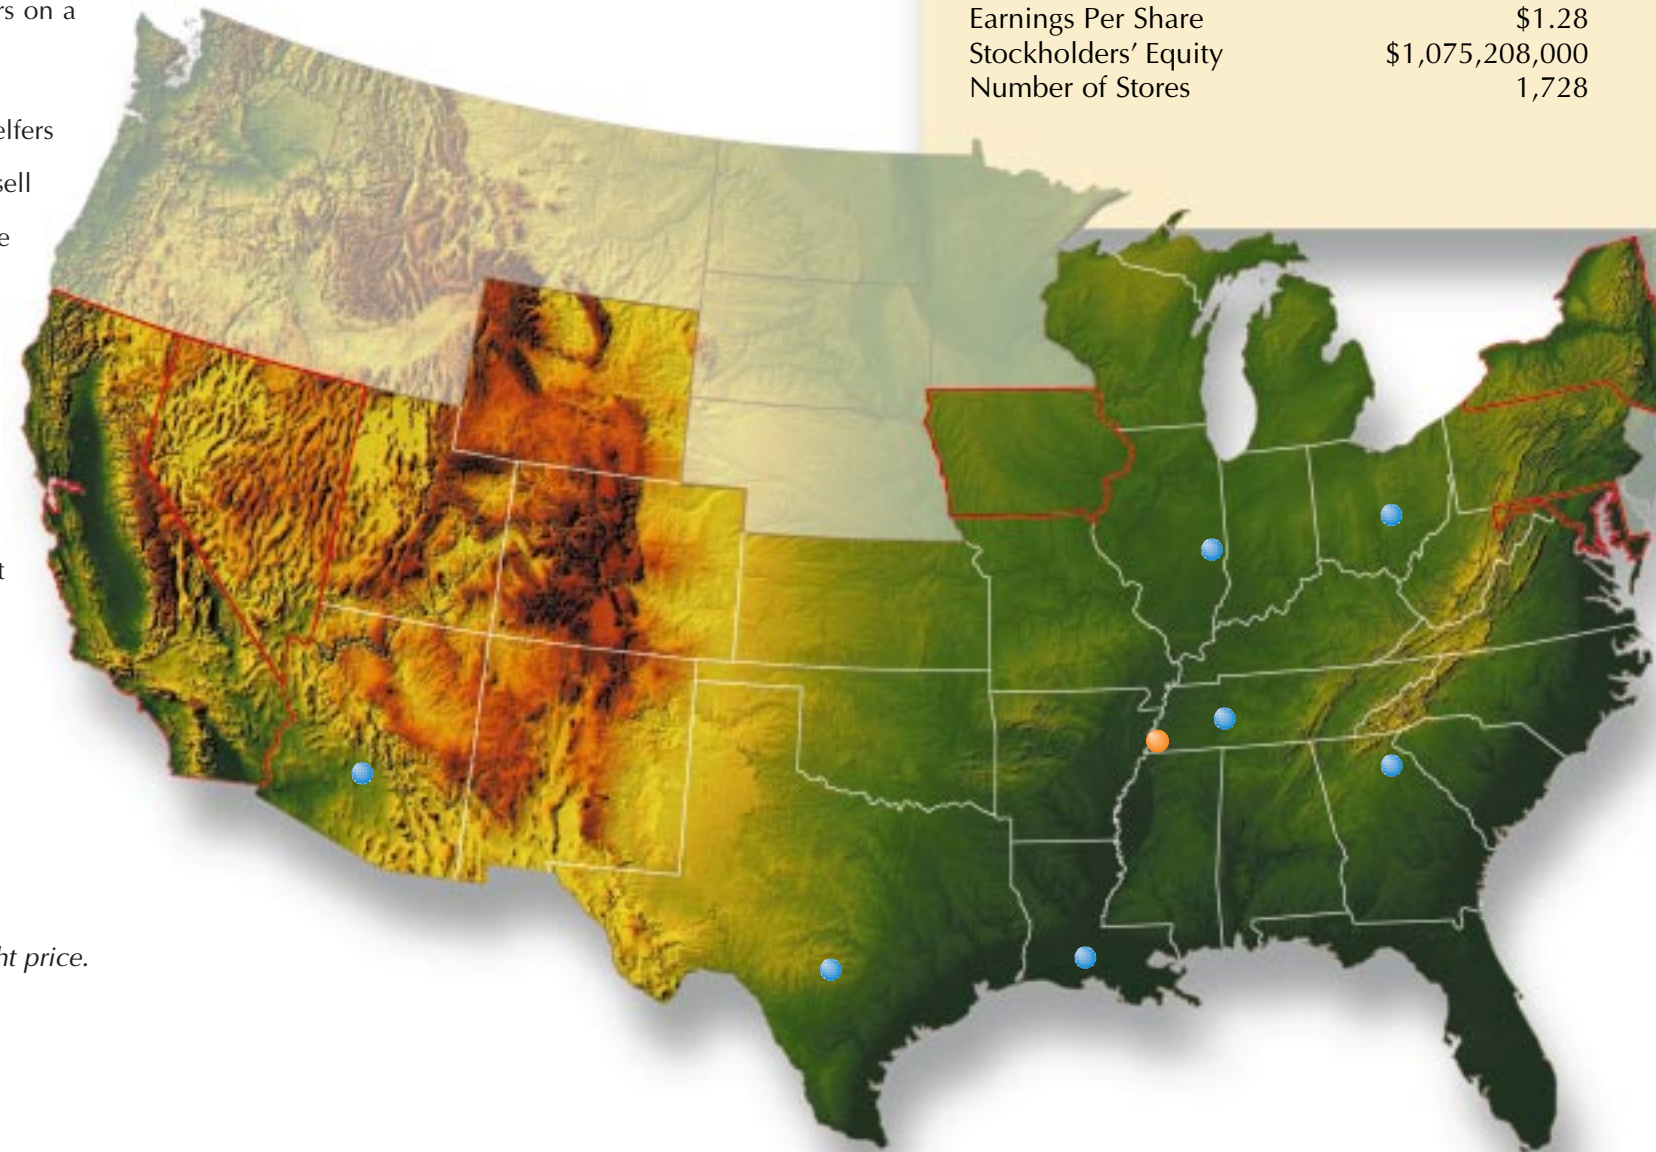 rs on a
elfers
sell
e
t
ht price.
Earnings Per Share $1.28
Stockholders’ Equity $1,075,208,000
Number of Stores 1,728